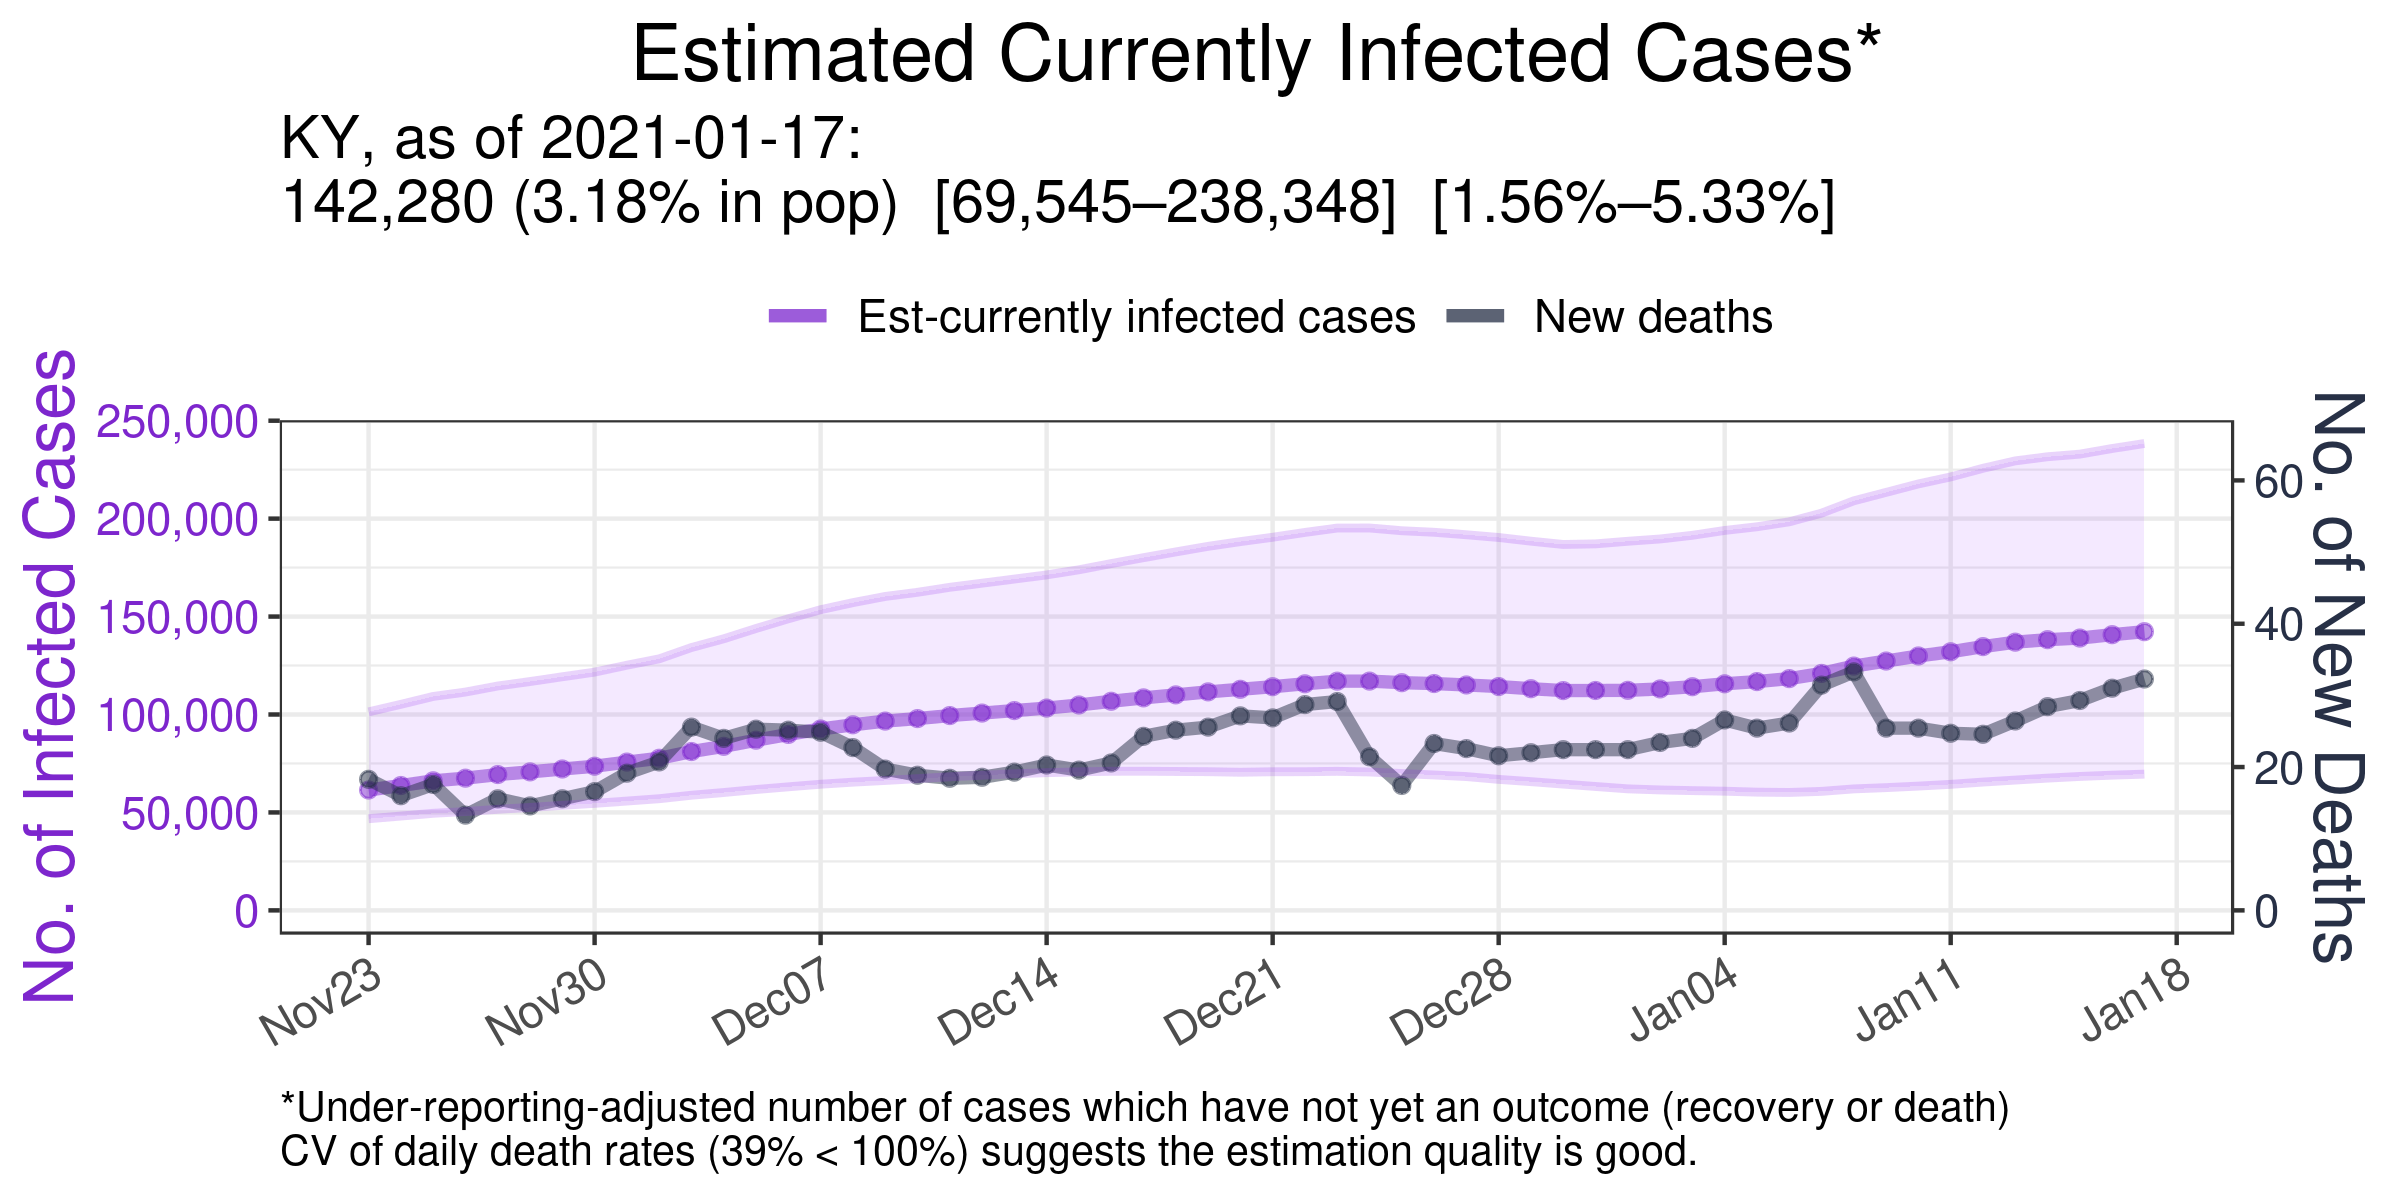 Estimated Currently Infected Cases*
KY, as of 2021-01-17:
142,280 (3.18% in pop)  [69,545–238,348]  [1.56%–5.33%]
Est-currently infected cases
New deaths
No. of Infected Cases
250,000
200,000
150,000
100,000
50,000
0
No. of New Deaths
60
40
20
0
Nov23
Nov30
Dec07
Dec14
Dec21
Dec28
Jan04
Jan11
Jan18
*Under-reporting-adjusted number of cases which have not yet an outcome (recovery or death)
CV of daily death rates (39% < 100%) suggests the estimation quality is good.